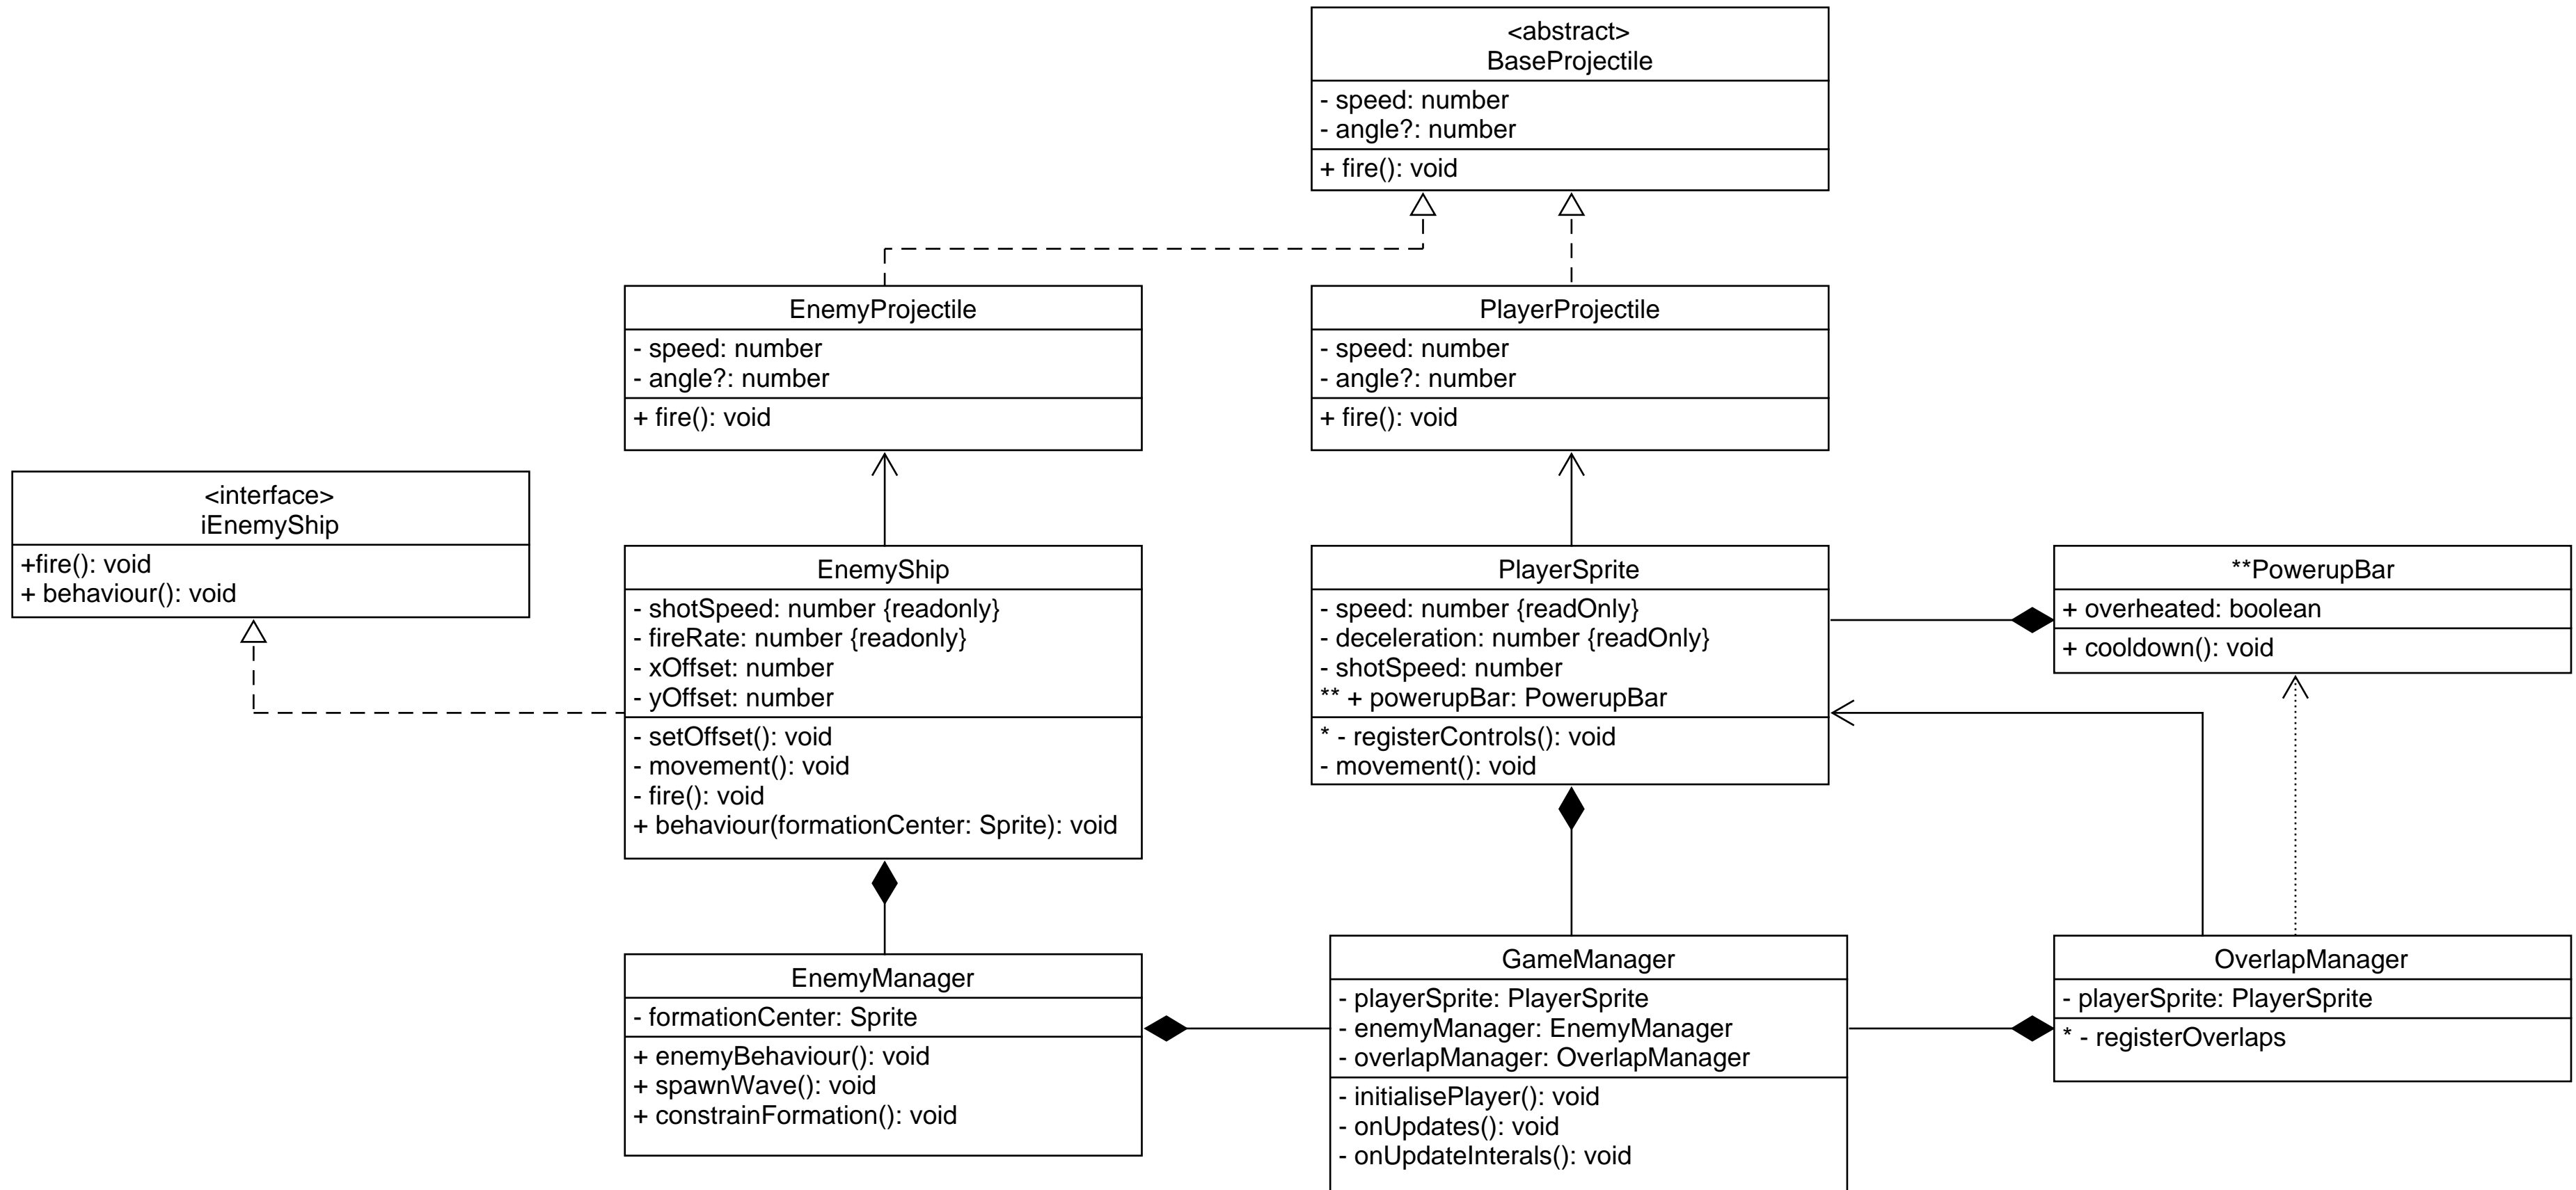 <abstract>
BaseProjectile
- speed: number
- angle?: number
+ fire(): void
EnemyProjectile
- speed: number
- angle?: number
+ fire(): void
PlayerProjectile
- speed: number
- angle?: number
+ fire(): void
<interface>
iEnemyShip
+fire(): void
+ behaviour(): void
EnemyShip
- shotSpeed: number {readonly}
- fireRate: number {readonly}
- xOffset: number
- yOffset: number
- setOffset(): void
- movement(): void
- fire(): void
+ behaviour(formationCenter: Sprite): void
PlayerSprite
- speed: number {readOnly}
- deceleration: number {readOnly}
- shotSpeed: number
** + powerupBar: PowerupBar
* - registerControls(): void
- movement(): void
**PowerupBar
+ overheated: boolean
+ cooldown(): void
EnemyManager
- formationCenter: Sprite
+ enemyBehaviour(): void
+ spawnWave(): void
+ constrainFormation(): void
GameManager
- playerSprite: PlayerSprite
- enemyManager: EnemyManager
- overlapManager: OverlapManager
- initialisePlayer(): void
- onUpdates(): void
- onUpdateInterals(): void
OverlapManager
- playerSprite: PlayerSprite
* - registerOverlaps